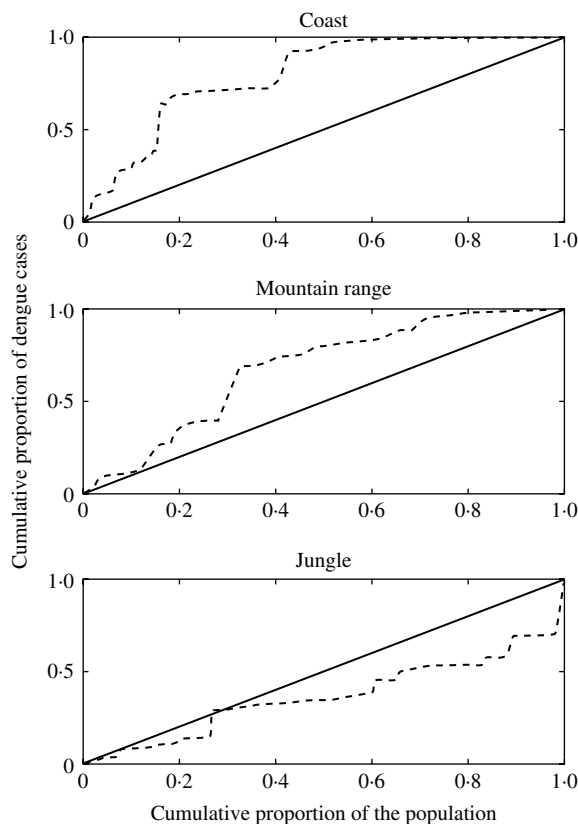 Coast
1·0
0·5
0
0 0·2 0·4 0·6 0·8 1·0
Mountain range
1·0
0·5
0
0 0·2 0·4 0·6 0·8 1·0
Jungle
1·0
0·5
0
0 0·2 0·4 0·6 0·8 1·0
Cumulative proportion of dengue cases
Cumulative proportion of the population